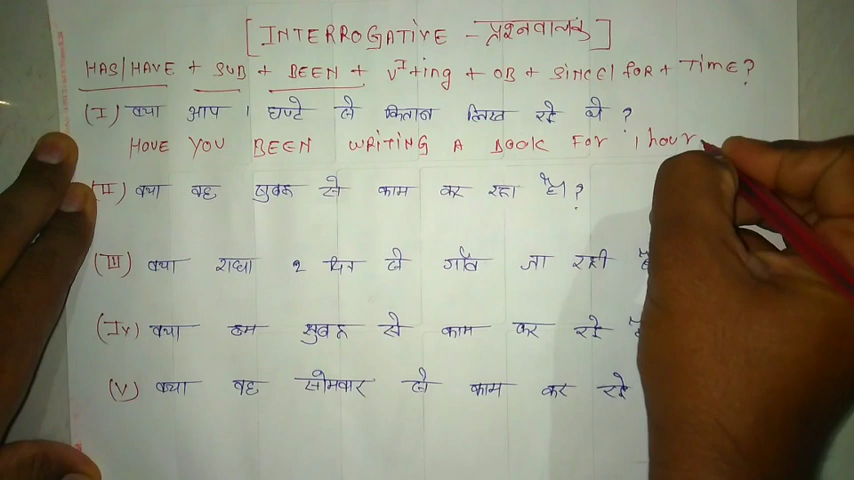 [ INTERROGATIVE - प्रश्नवाचक ]
HAS/HAVE + SUB + BEEN + V^I+ing + OB + SINCE/for + TIME?
(I) क्या आप 1 घण्टे से किताब लिख रहे थे ?
HOVE YOU BEEN WRITING A BOOK FOR 1 hour
(II) क्या वह सुबह से काम कर रहा है?
(III) क्या राधा 2 दिन से गाँव जा रही
(IV) क्या हम सुबह से काम कर रहे
(V) क्या वह सोमवार से काम कर रहे